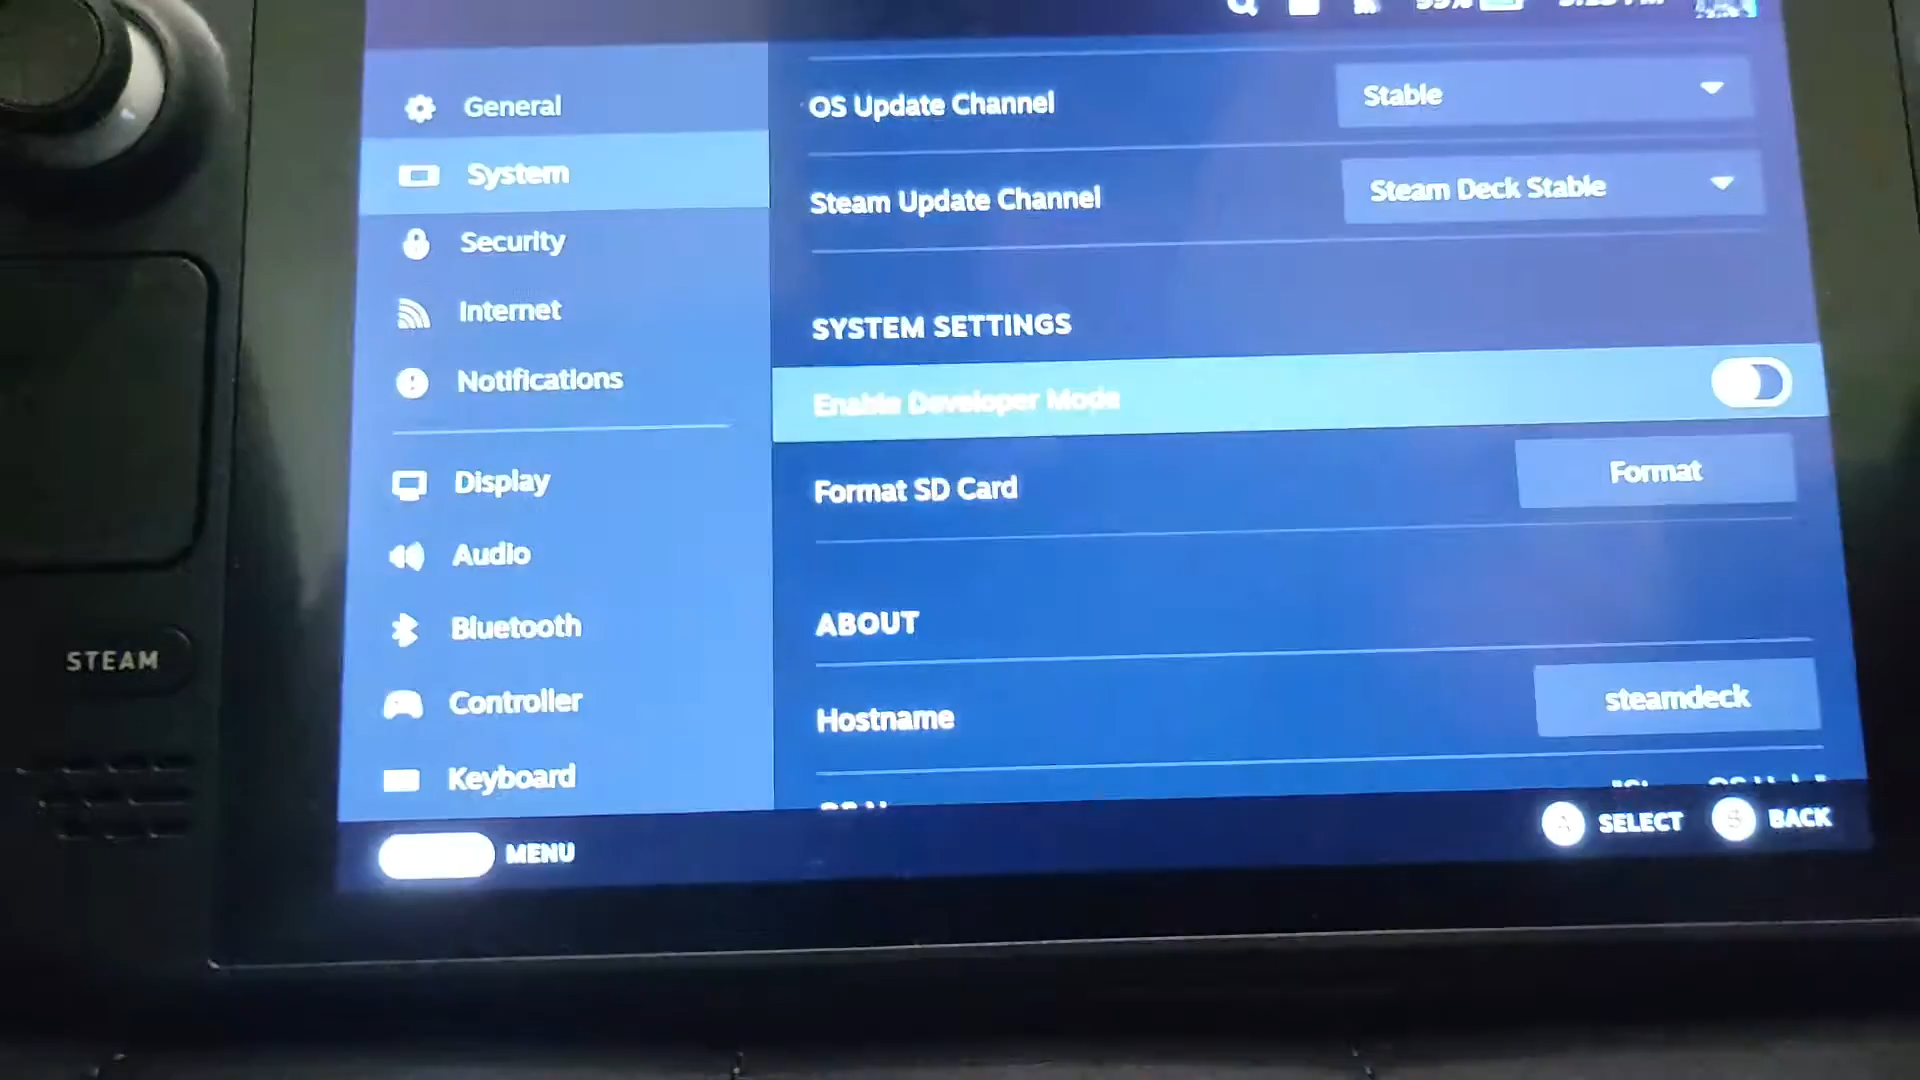 General
System
Security
Internet
Notifications
Display
Audio
Bluetooth
Controller
Keyboard
OS Update Channel
Stable
Steam Update Channel
Steam Deck Stable
SYSTEM SETTINGS
Enable Developer Mode
Format SD Card
Format
ABOUT
Hostname
steamdeck
MENU
A SELECT
B BACK
STEAM